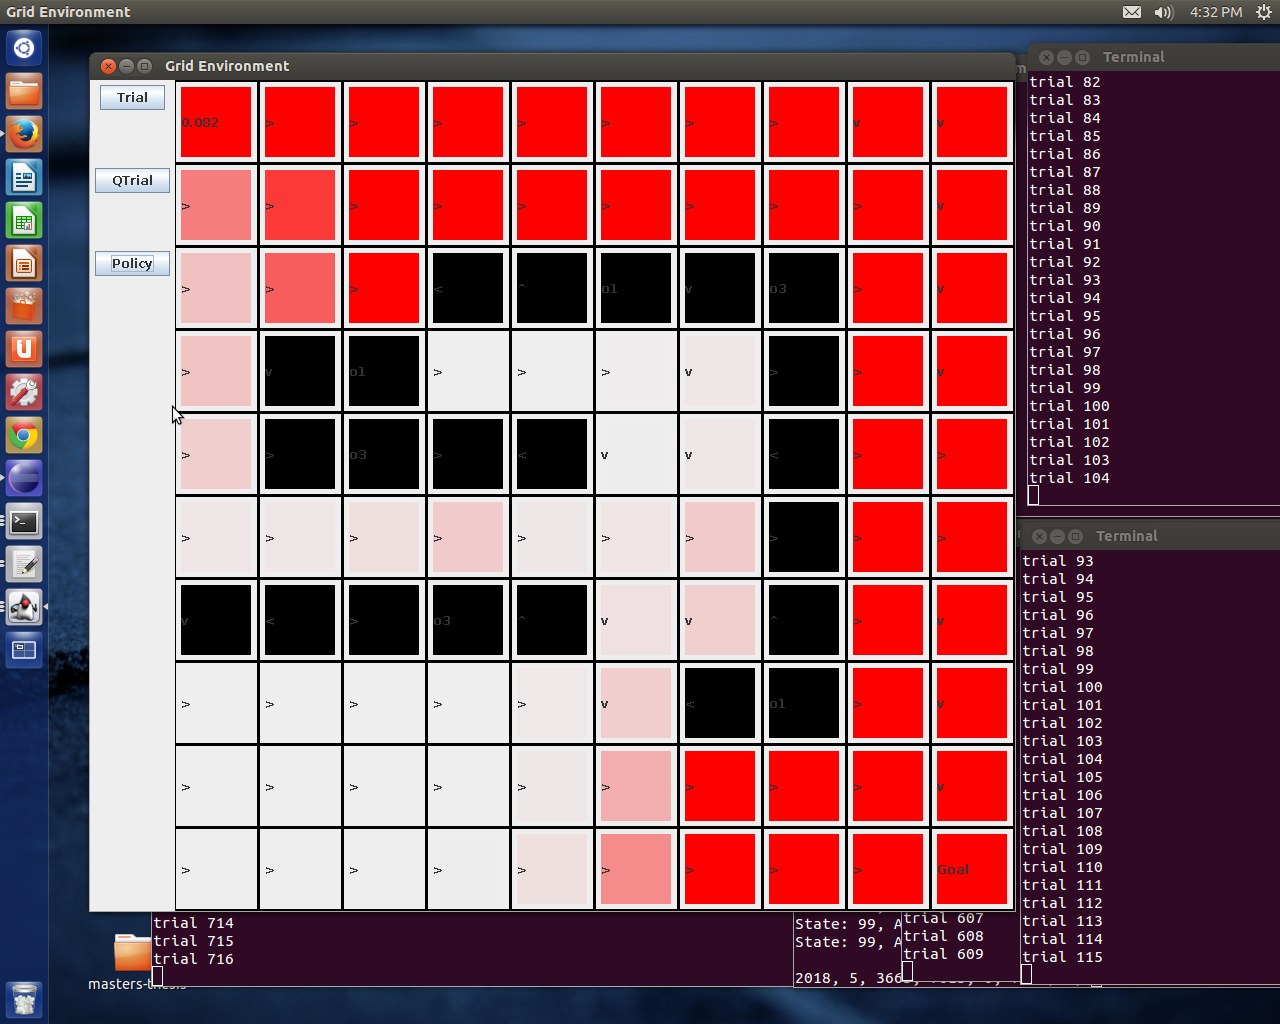 Grid Environment
4:32 PM
Grid Environment
Trial
QTrial
Policy
0.082 > > > > > > > v v
> > > > > > > > > v
> > > < ^ o1 v o3 > v
> v o1 > > > v > > v
> > o3 > < v v < > >
> > > > > > > > > >
v < > o3 ^ v v ^ > v
> > > > > v < o1 > v
> > > > > > > > > v
> > > > > > > > > Goal
Terminal
trial 82
trial 83
trial 84
trial 85
trial 86
trial 87
trial 88
trial 89
trial 90
trial 91
trial 92
trial 93
trial 94
trial 95
trial 96
trial 97
trial 98
trial 99
trial 100
trial 101
trial 102
trial 103
trial 104
Terminal
trial 93
trial 94
trial 95
trial 96
trial 97
trial 98
trial 99
trial 100
trial 101
trial 102
trial 103
trial 104
trial 105
trial 106
trial 107
trial 108
trial 109
trial 110
trial 111
trial 112
trial 113
trial 114
trial 115
trial 714
trial 715
trial 716
State: 99, A
State: 99, A
2018, 5, 366
trial 607
trial 608
trial 609